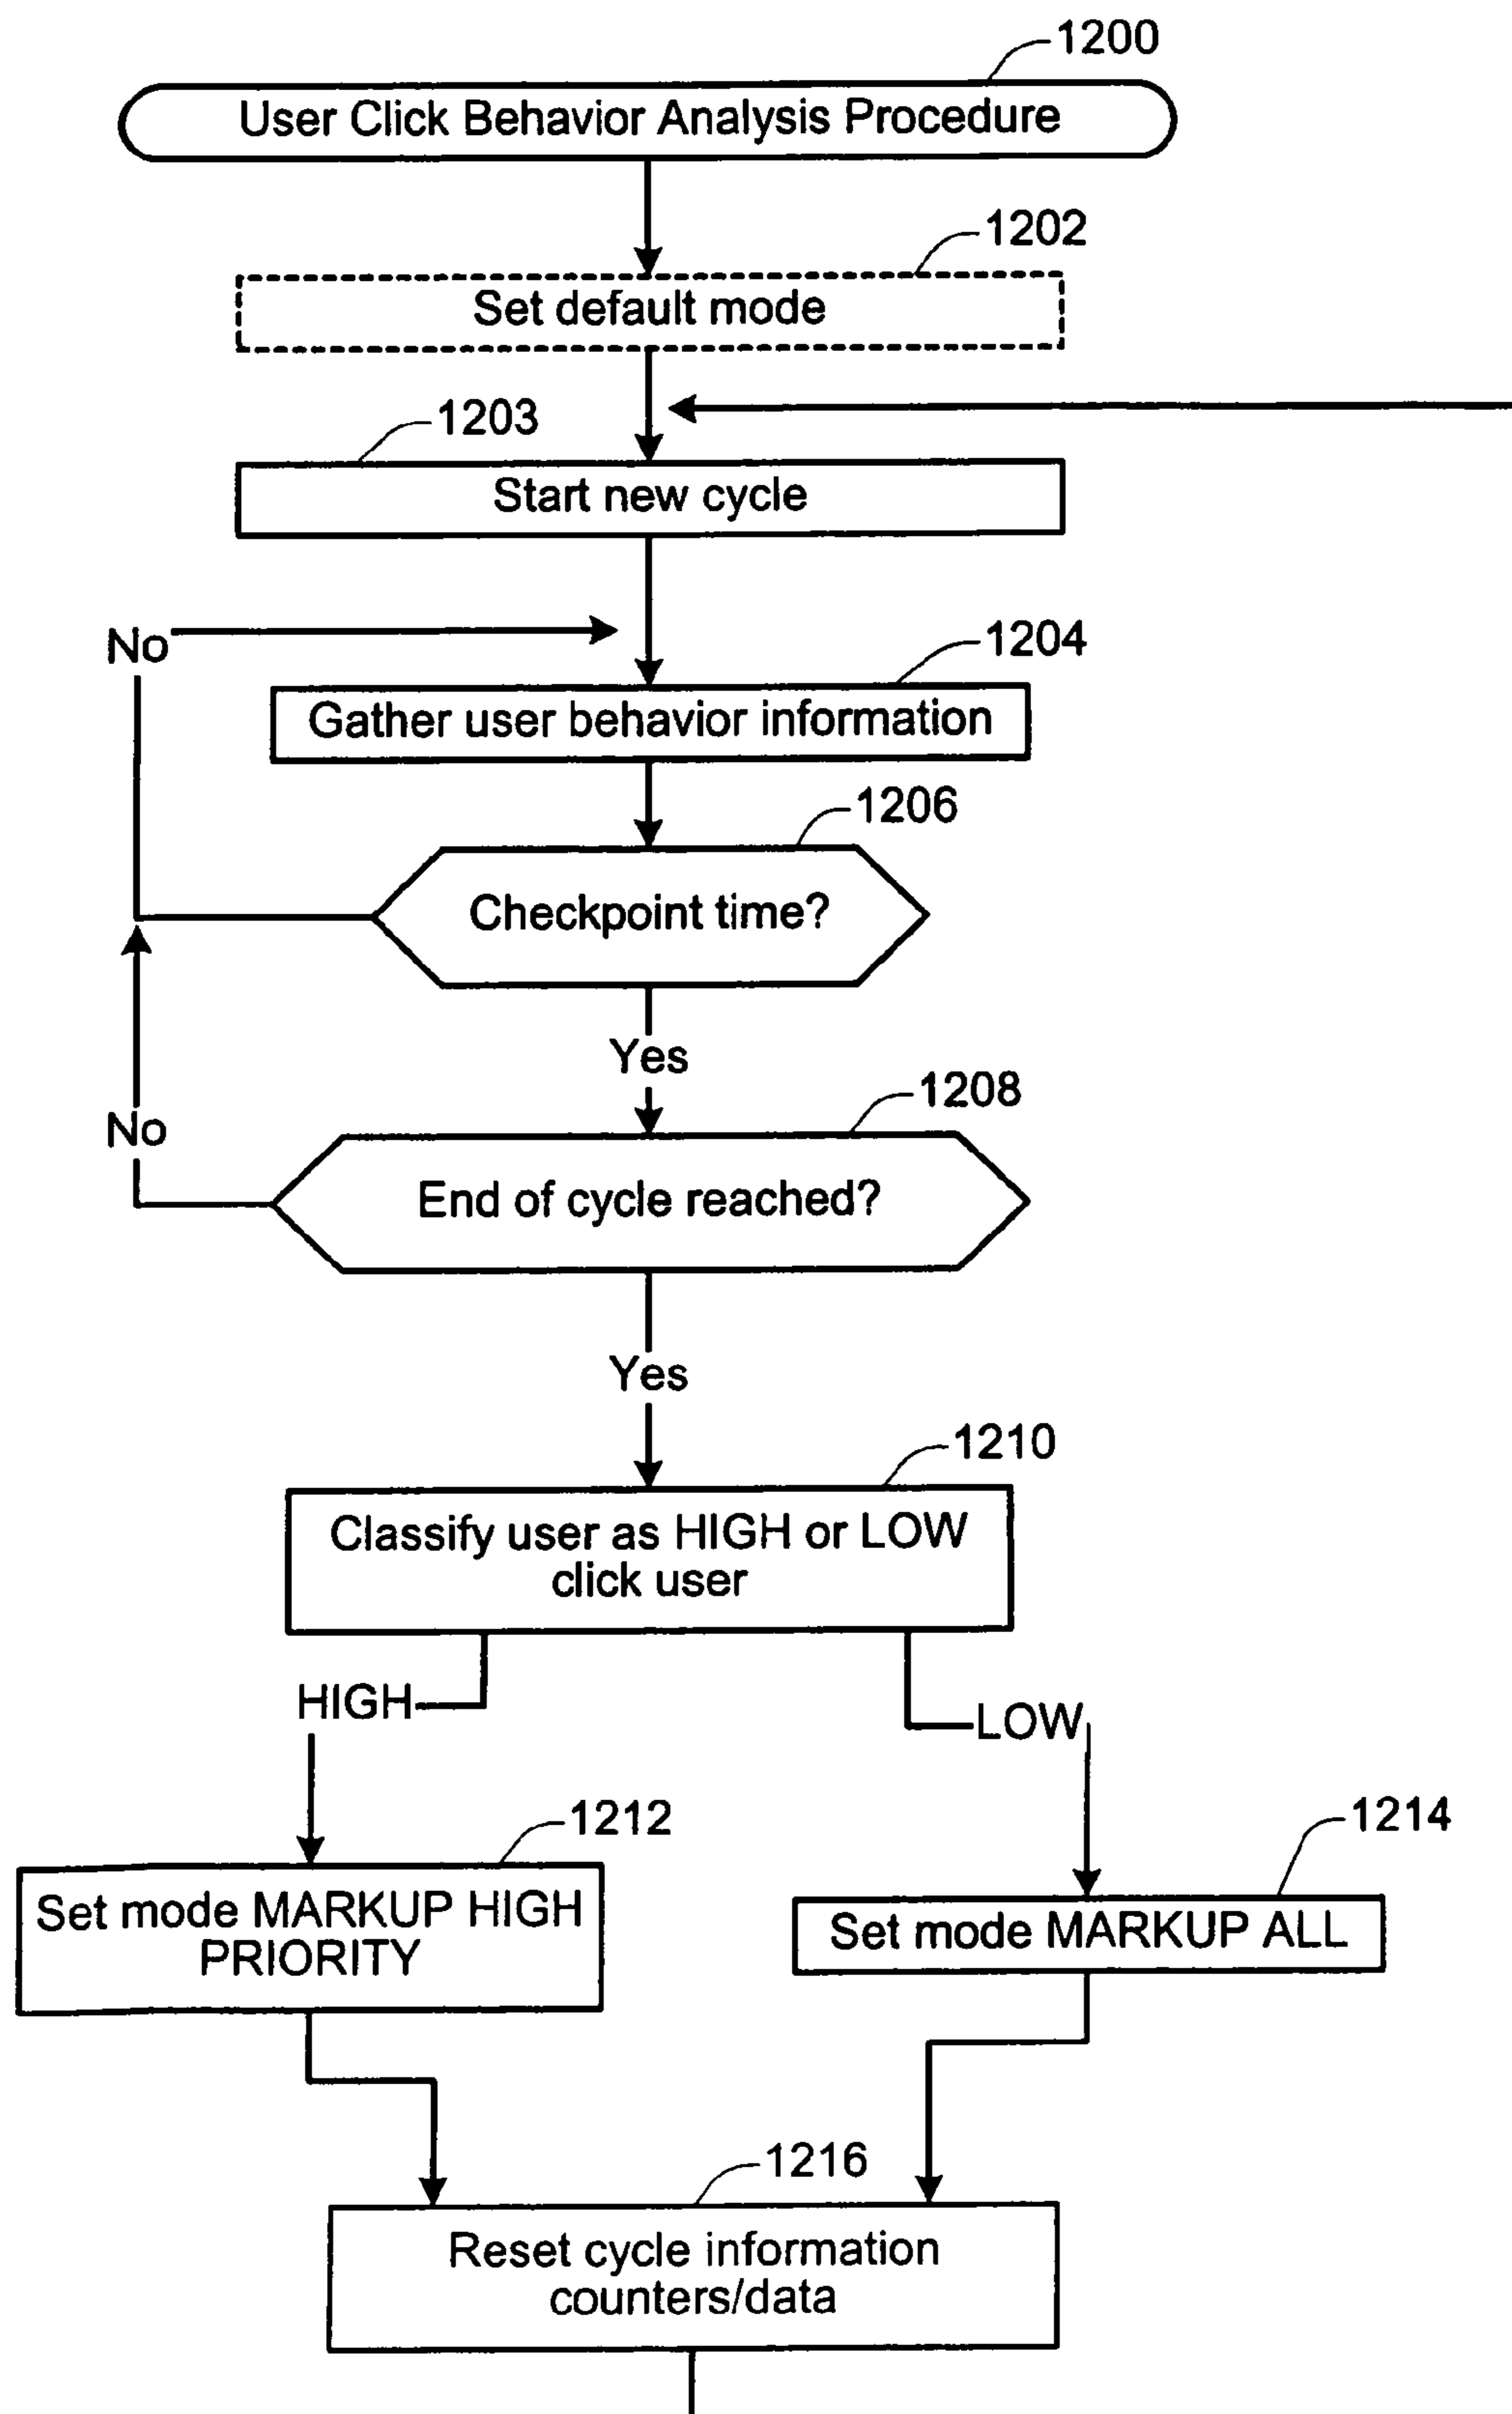 1200
User Click Behavior Analysis Procedure
1202
Set default mode
1203
Start new cycle
No
1204
Gather user behavior information
1206
Checkpoint time?
Yes
1208
No
End of cycle reached?
Yes
1210
Classify user as HIGH or LOW
click user
HIGH
LOW
1212
1214
Set mode MARKUP HIGH
PRIORITY
Set mode MARKUP ALL
1216
Reset cycle information
counters/data